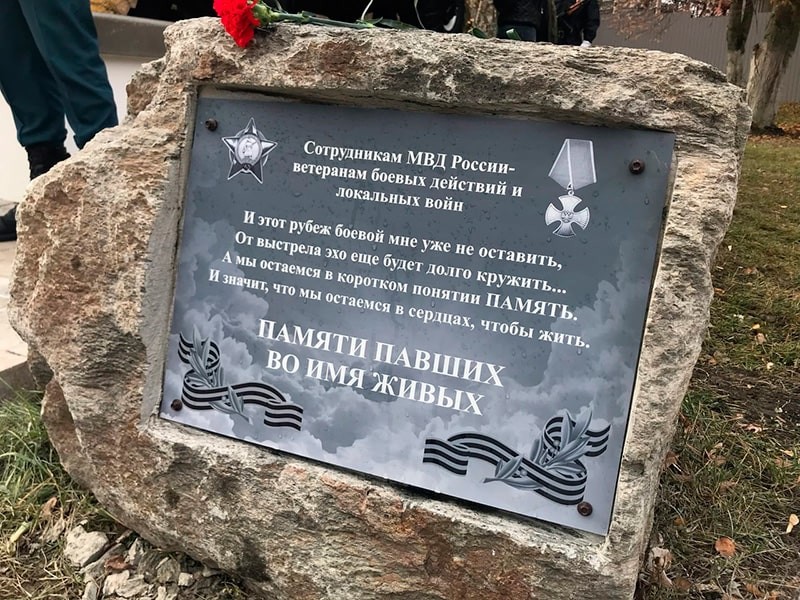 Сотрудникам МВД России-
ветеранам боевых действий и
локальных войн
И этот рубеж боевой мне уже не оставить,
От выстрела эхо еще будет долго кружить...
А мы остаемся в коротком понятии ПАМЯТЬ.
И значит, что мы остаемся в сердцах, чтобы жить.
ПАМЯТИ ПАВШИХ
ВО ИМЯ ЖИВЫХ